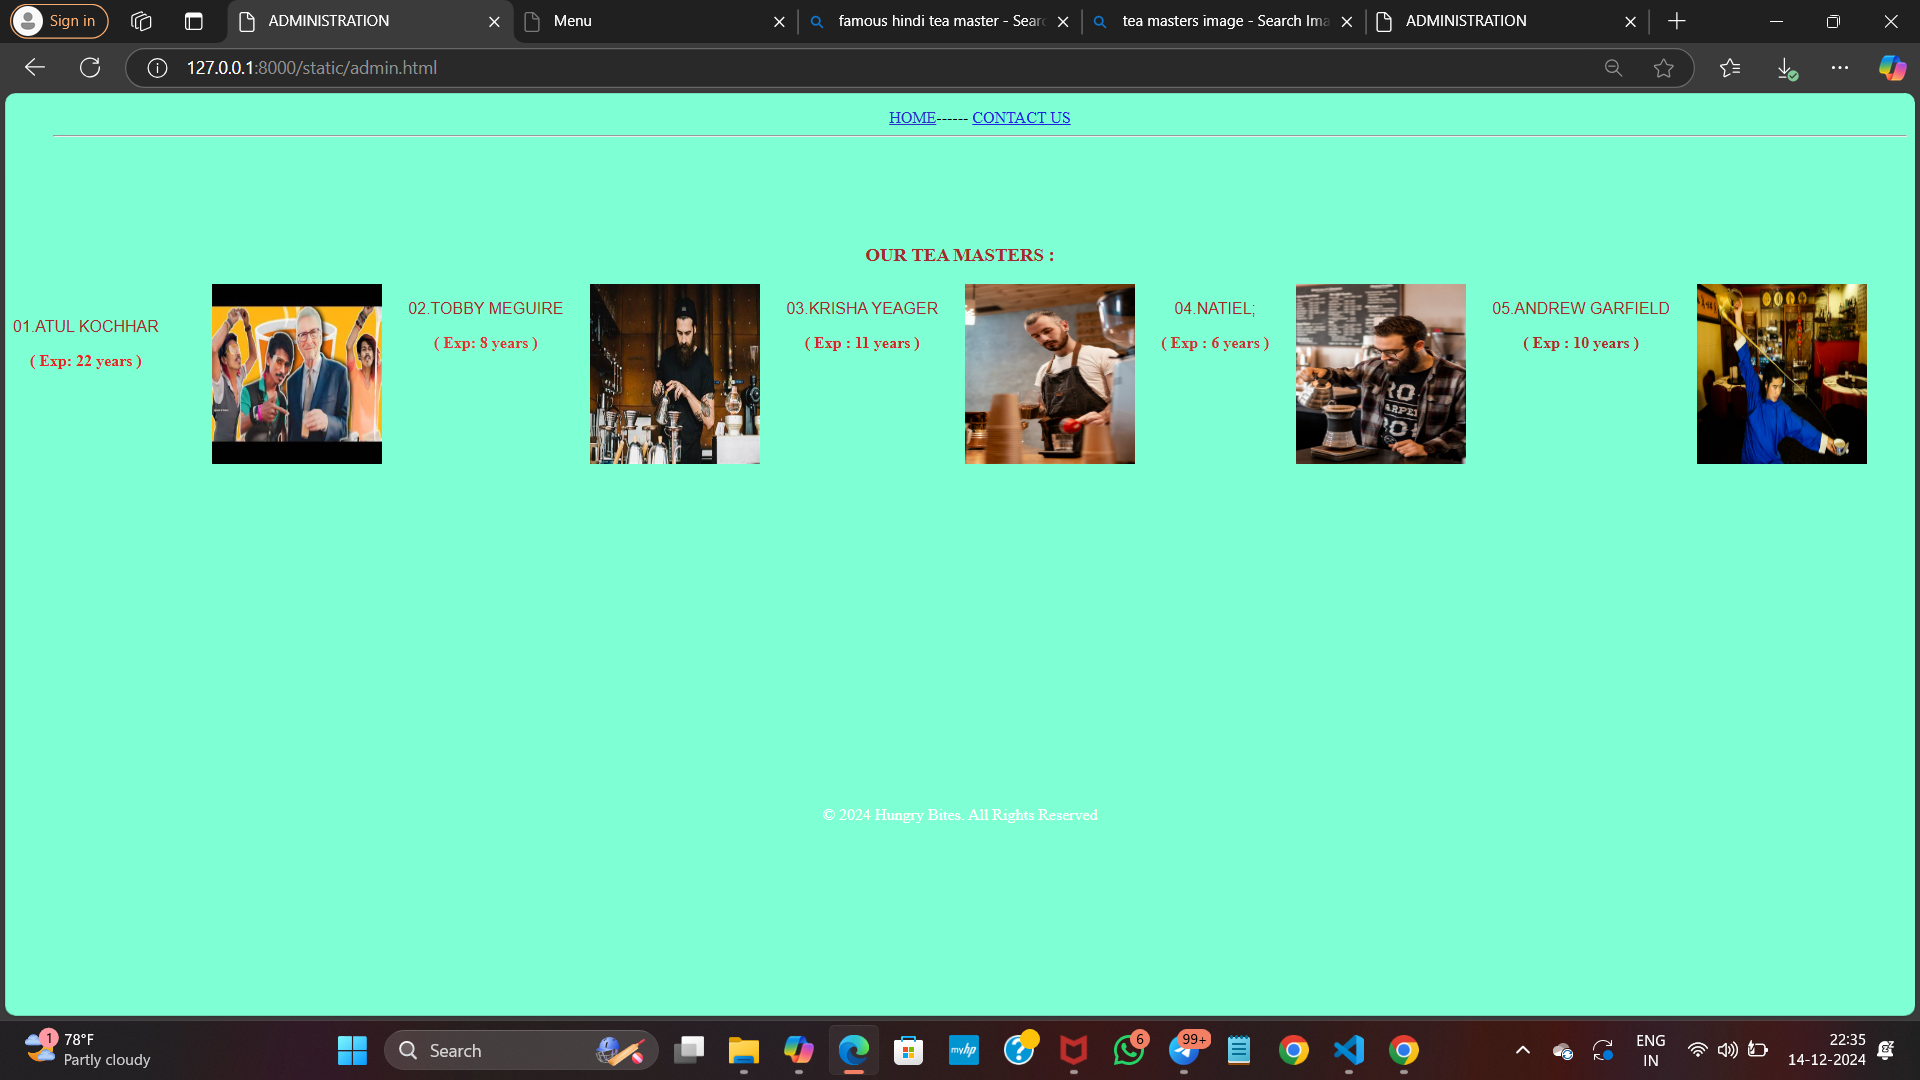 Sign in
ADMINISTRATION
Menu
famous hindi tea master - Sear
tea masters image - Search Ima
ADMINISTRATION
127.0.0.1:8000/static/admin.html
HOME------ CONTACT US
OUR TEA MASTERS :
01.ATUL KOCHHAR
( Exp: 22 years )
02.TOBBY MEGUIRE
( Exp: 8 years )
03.KRISHA YEAGER
( Exp : 11 years )
04.NATIEL;
( Exp : 6 years )
05.ANDREW GARFIELD
( Exp : 10 years )
© 2024 Hungry Bites. All Rights Reserved
1
78°F
Partly cloudy
Search
myhp
6
99+
ENG
IN
22:35
14-12-2024